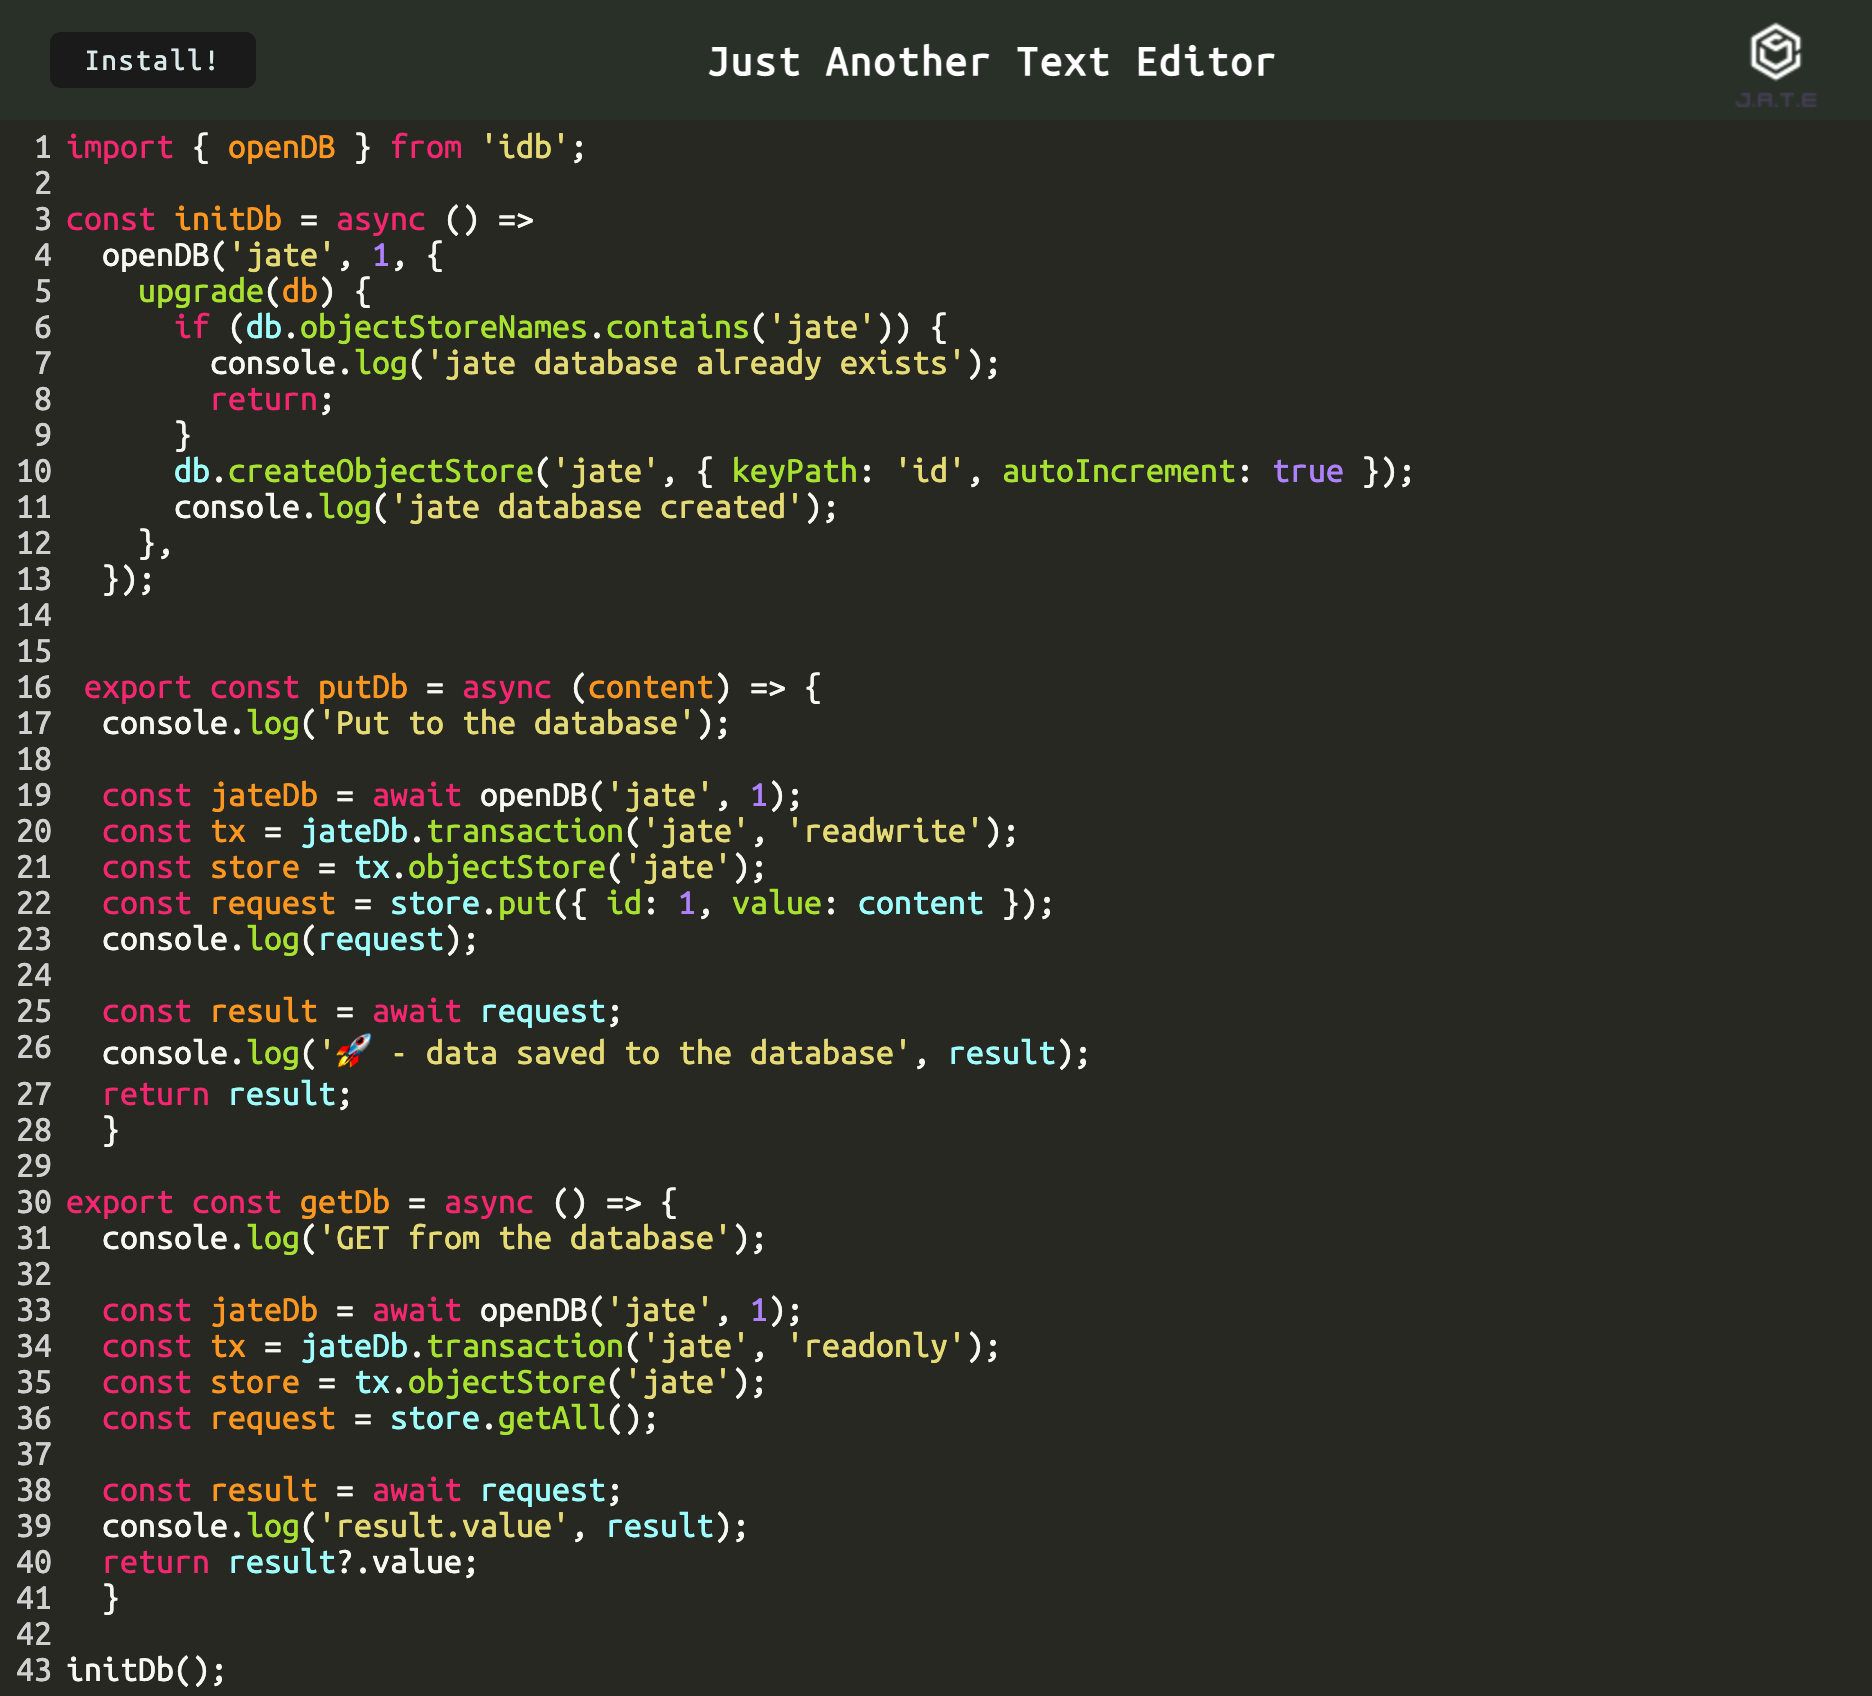 Install!
Just Another Text Editor
J.A.T.E
1 import { openDB } from 'idb';
2
3 const initDb = async () =>
4   openDB('jate', 1, {
5     upgrade(db) {
6       if (db.objectStoreNames.contains('jate')) {
7         console.log('jate database already exists');
8         return;
9       }
10       db.createObjectStore('jate', { keyPath: 'id', autoIncrement: true });
11       console.log('jate database created');
12     },
13   });
14
15
16  export const putDb = async (content) => {
17   console.log('Put to the database');
18
19   const jateDb = await openDB('jate', 1);
20   const tx = jateDb.transaction('jate', 'readwrite');
21   const store = tx.objectStore('jate');
22   const request = store.put({ id: 1, value: content });
23   console.log(request);
24
25   const result = await request;
26   console.log('🚀 - data saved to the database', result);
27   return result;
28   }
29
30 export const getDb = async () => {
31   console.log('GET from the database');
32
33   const jateDb = await openDB('jate', 1);
34   const tx = jateDb.transaction('jate', 'readonly');
35   const store = tx.objectStore('jate');
36   const request = store.getAll();
37
38   const result = await request;
39   console.log('result.value', result);
40   return result?.value;
41   }
42
43 initDb();